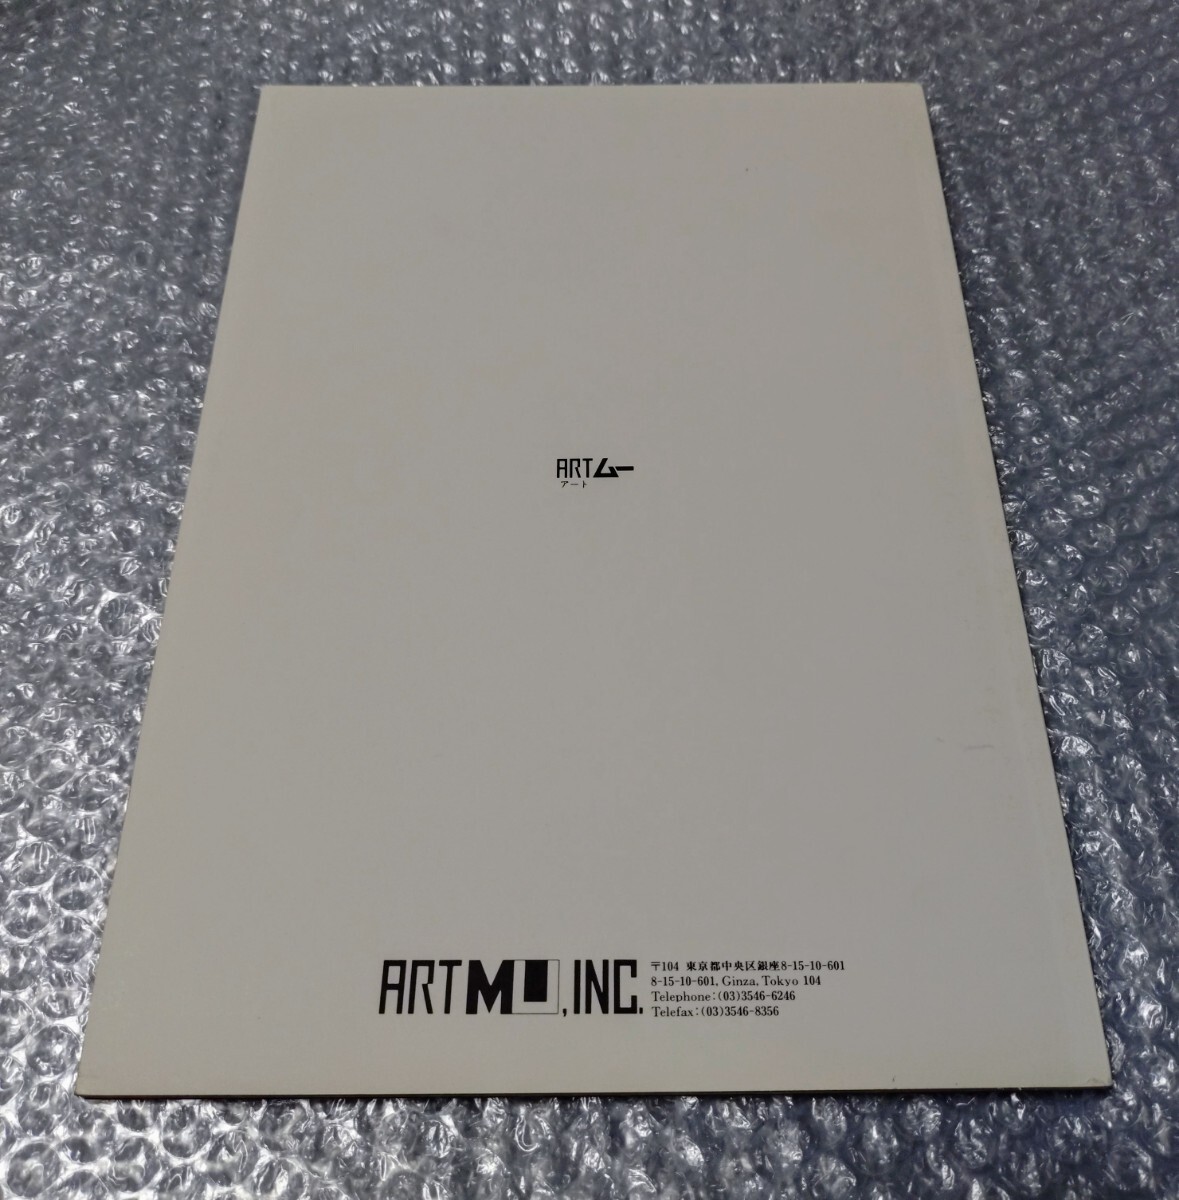 ARTムー
アート
ARTMU, INC.
〒104 東京都中央区銀座8-15-10-601
8-15-10-601, Ginza, Tokyo 104
Telephone:(03)3546-6246
Telefax:(03)3546-8356